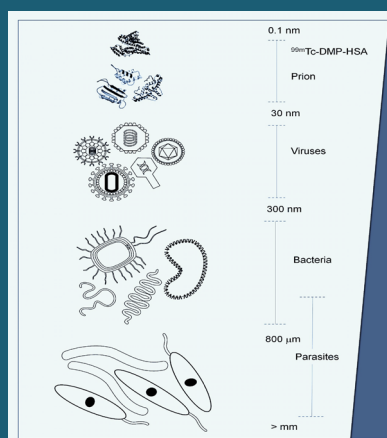 0.1 nm
⁹⁹ᵐTc-DMP-HSA
Prion
30 nm
Viruses
300 nm
Bacteria
800 µm
Parasites
> mm